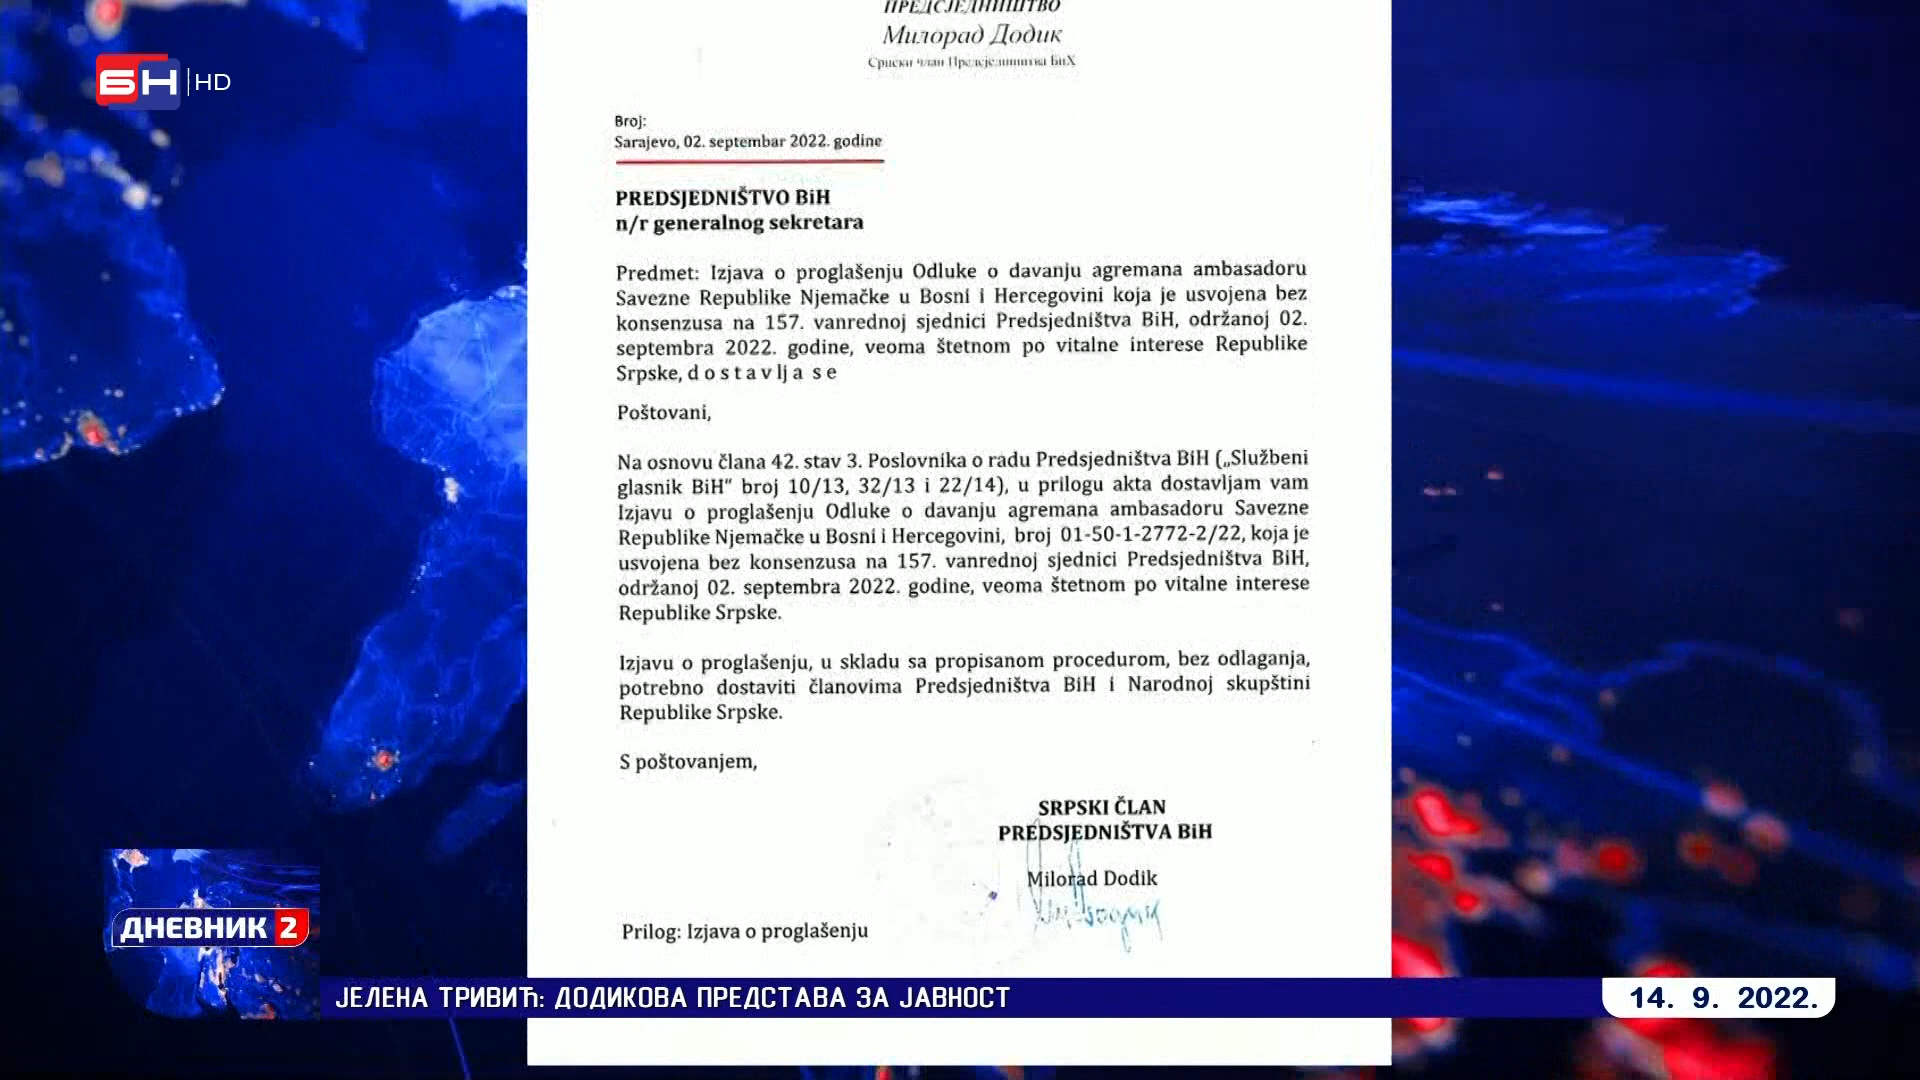 ПРЕДСЈЕДНИШТВО
Милорад Додик
Српски члан Предсједништва БиХ
БН HD
Broj:
Sarajevo, 02. septembar 2022. godine
PREDSJEDNIŠTVO BiH
n/r generalnog sekretara
Predmet: Izjava o proglašenju Odluke o davanju agremana ambasadoru
Savezne Republike Njemačke u Bosni i Hercegovini koja je usvojena bez
konsenzusa na 157. vanrednoj sjednici Predsjedništva BiH, održanoj 02.
septembra 2022. godine, veoma štetnom po vitalne interese Republike
Srpske, d o s t a v lj a s e
Poštovani,
Na osnovu člana 42. stav 3. Poslovnika o radu Predsjedništva BiH („Službeni
glasnik BiH“ broj 10/13, 32/13 i 22/14), u prilogu akta dostavljam vam
Izjavu o proglašenju Odluke o davanju agremana ambasadoru Savezne
Republike Njemačke u Bosni i Hercegovini, broj 01-50-1-2772-2/22, koja je
usvojena bez konsenzusa na 157. vanrednoj sjednici Predsjedništva BiH,
održanoj 02. septembra 2022. godine, veoma štetnom po vitalne interese
Republike Srpske.
Izjavu o proglašenju, u skladu sa propisanom procedurom, bez odlaganja,
potrebno dostaviti članovima Predsjedništva BiH i Narodnoj skupštini
Republike Srpske.
S poštovanjem,
SRPSKI ČLAN
PREDSJEDNIŠTVA BiH
Milorad Dodik
Prilog: Izjava o proglašenju
ДНЕВНИК 2
ЈЕЛЕНА ТРИВИЋ: ДОДИКОВА ПРЕДСТАВА ЗА ЈАВНОСТ
14. 9. 2022.